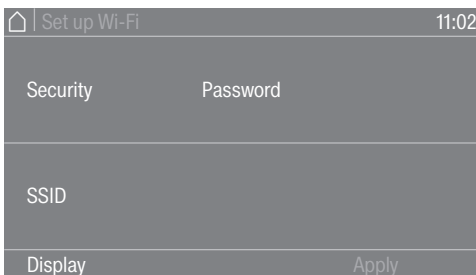 Set up Wi-Fi 11:02
Security Password
SSID
Display Apply